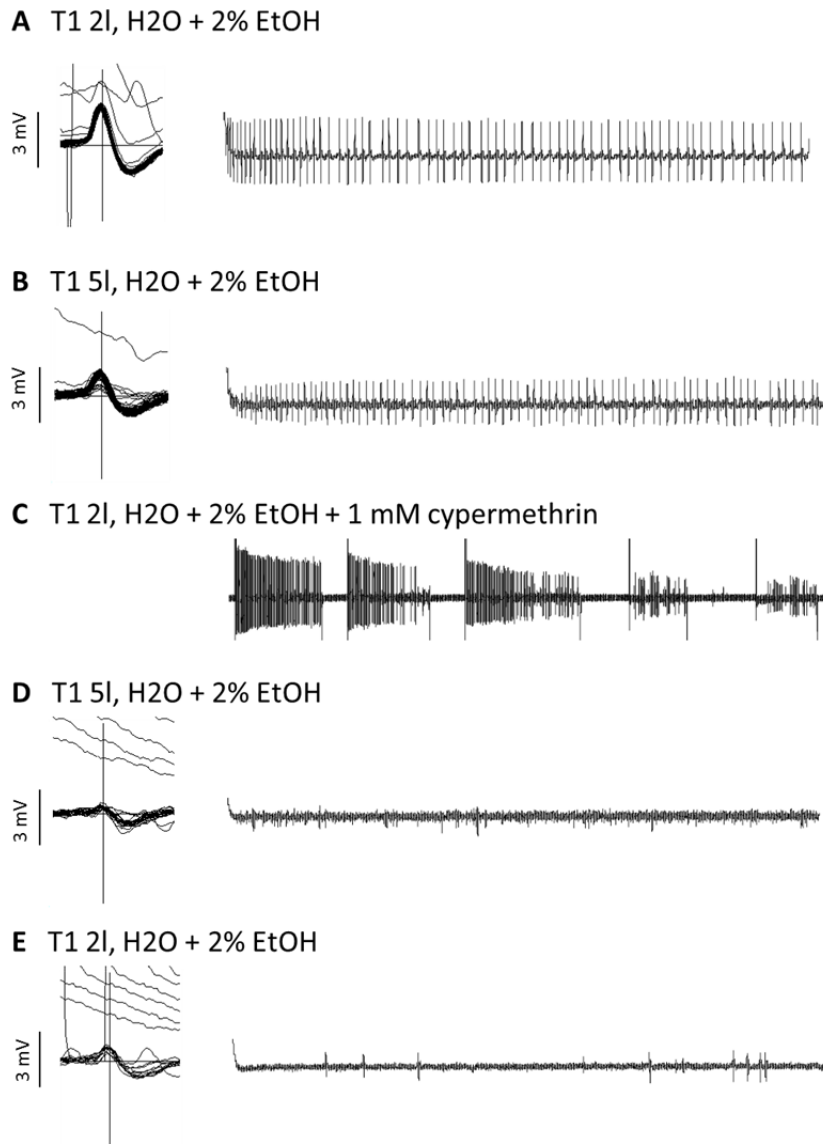 A T1 2l, H2O + 2% EtOH
3 mV
B T1 5l, H2O + 2% EtOH
3 mV
C T1 2l, H2O + 2% EtOH + 1 mM cypermethrin
D T1 5l, H2O + 2% EtOH
3 mV
E T1 2l, H2O + 2% EtOH
3 mV